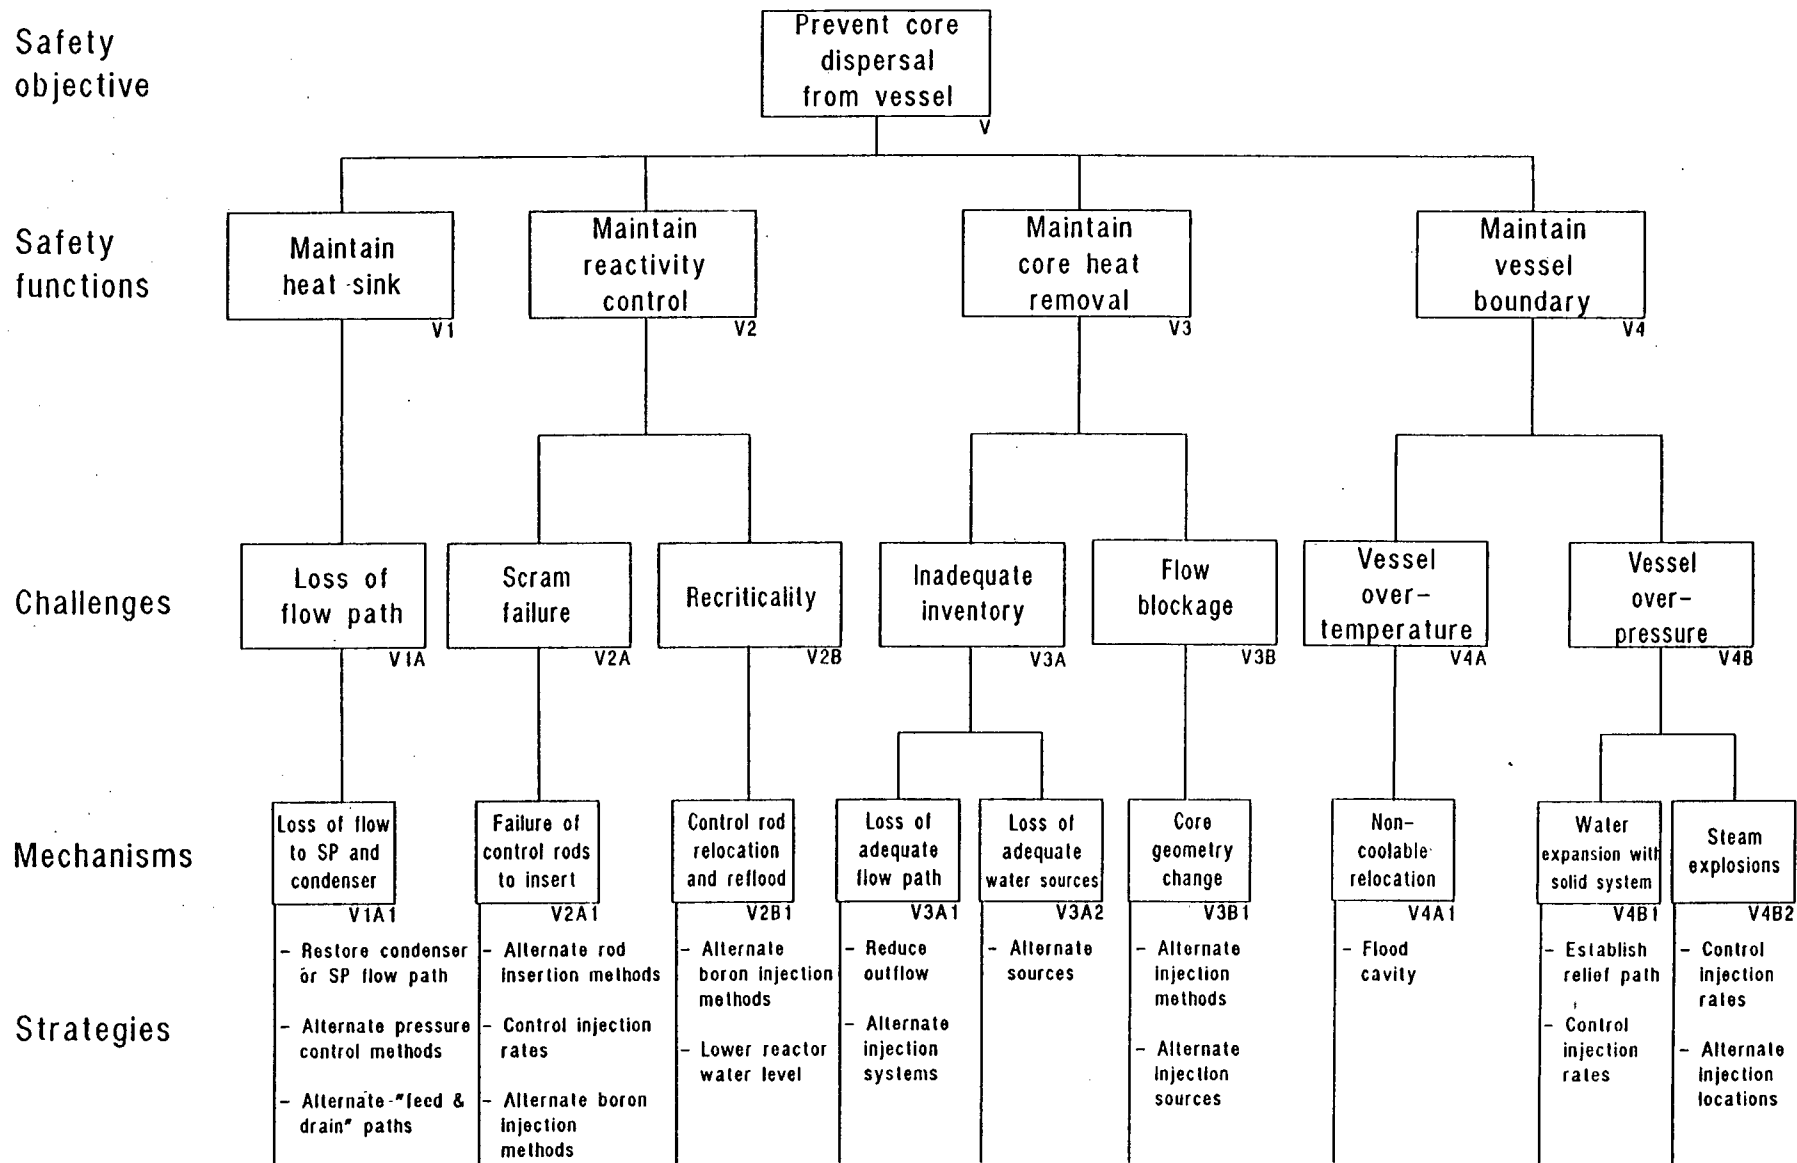 Safety
objective
Prevent core
dispersal
from vessel
V
Safety
functions
Maintain
heat sink
V1
Maintain
reactivity
control
V2
Maintain
core heat
removal
V3
Maintain
vessel
boundary
V4
Challenges
Loss of
flow path
V1A
Scram
failure
V2A
Recriticality
V2B
Inadequate
inventory
V3A
Flow
blockage
V3B
Vessel
over-
temperature
V4A
Vessel
over-
pressure
V4B
Mechanisms
Loss of flow
to SP and
condenser
V1A1
Failure of
control rods
to insert
V2A1
Control rod
relocation
and reflood
V2B1
Loss of
adequate
flow path
V3A1
Loss of
adequate
water sources
V3A2
Core
geometry
change
V3B1
Non-
coolable
relocation
V4A1
Water
expansion with
solid system
V4B1
Steam
explosions
V4B2
Strategies
- Restore condenser
or SP flow path
- Alternate pressure
control methods
- Alternate "feed &
drain" paths
- Alternate rod
insertion methods
- Control injection
rates
- Alternate boron
injection
methods
- Alternate
boron injection
methods
- Lower reactor
water level
- Reduce
outflow
- Alternate
injection
systems
- Alternate
sources
- Alternate
injection
methods
- Alternate
injection
sources
- Flood
cavity
- Establish
relief path
- Control
injection
rates
- Control
injection
rates
- Alternate
injection
locations